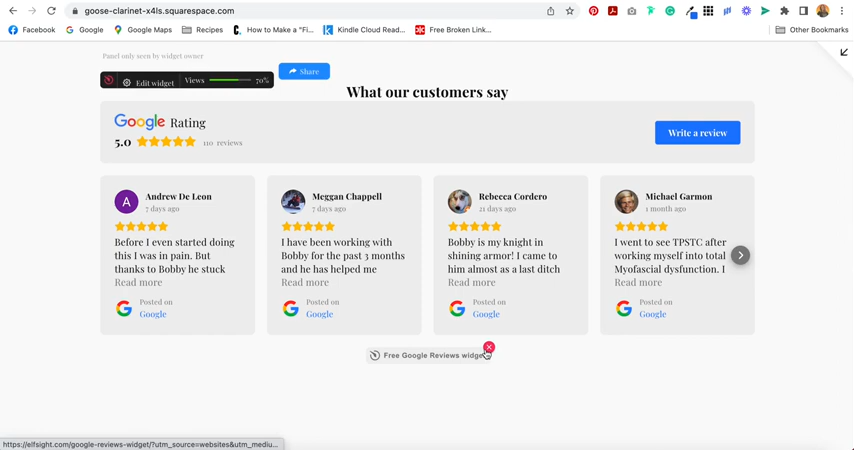 goose-clarinet-x4ls.squarespace.com
Facebook
Google
Google Maps
Recipes
How to Make a "Fi...
Kindle Cloud Read...
Free Broken Link...
Other Bookmarks
Panel only seen by widget owner
Edit widget
Views
70%
Share
What our customers say
Google Rating
5.0
110 reviews
Write a review
A
Andrew De Leon
7 days ago
Before I even started doing
this I was in pain. But
thanks to Bobby he stuck
Read more
Posted on
Google
Meggan Chappell
7 days ago
I have been working with
Bobby for the past 3 months
and he has helped me
Read more
Posted on
Google
Rebecca Cordero
21 days ago
Bobby is my knight in
shining armor! I came to
him almost as a last ditch
Read more
Posted on
Google
Michael Garmon
1 month ago
I went to see TPSTC after
working myself into total
Myofascial dysfunction. I
Read more
Posted on
Google
Free Google Reviews widget
https://elfsight.com/google-reviews-widget/?utm_source=websites&utm_mediu...